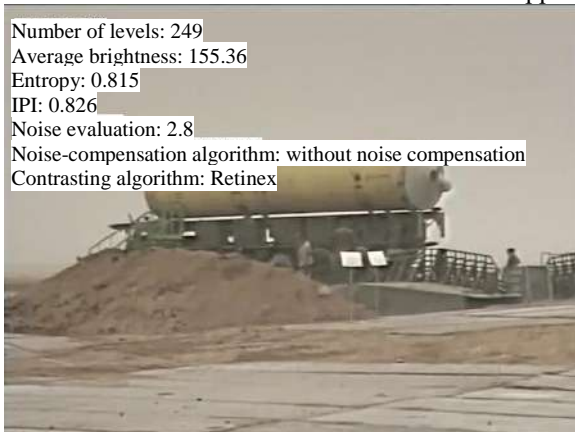 Number of levels: 249
Average brightness: 155.36
Entropy: 0.815
IPI: 0.826
Noise evaluation: 2.8
Noise-compensation algorithm: without noise compensation
Contrasting algorithm: Retinex